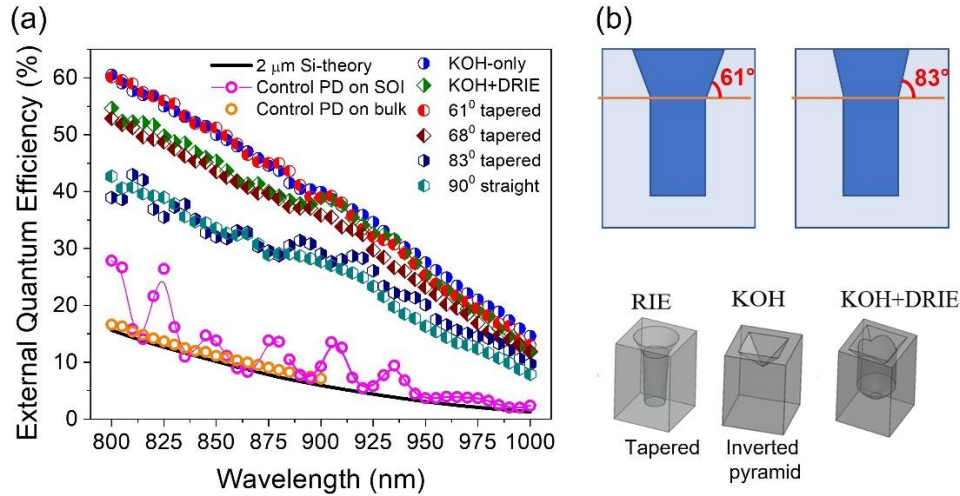 (a)
(b)
External Quantum Efficiency (%)
60
50
40
30
20
10
0
2 μm Si-theory
Control PD on SOI
Control PD on bulk
KOH-only
KOH+DRIE
61⁰ tapered
68⁰ tapered
83⁰ tapered
90⁰ straight
800 825 850 875 900 925 950 975 1000
Wavelength (nm)
61°
83°
RIE
KOH
KOH+DRIE
Tapered
Inverted
pyramid